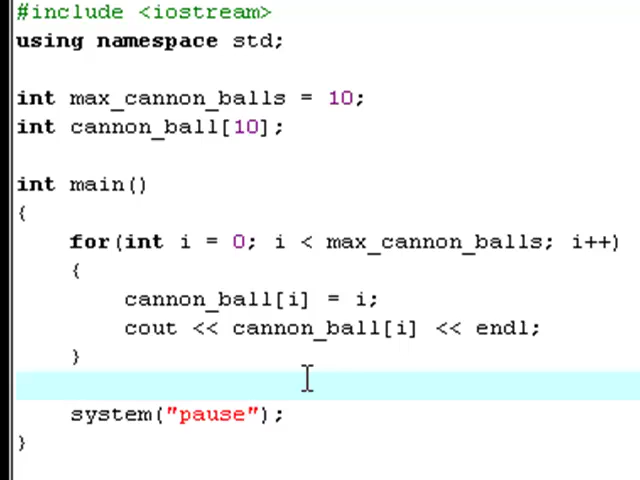 #include <iostream>
using namespace std;
int max_cannon_balls = 10;
int cannon_ball[10];
int main()
{
for(int i = 0; i < max_cannon_balls; i++)
{
cannon_ball[i] = i;
cout << cannon_ball[i] << endl;
}
system("pause");
}